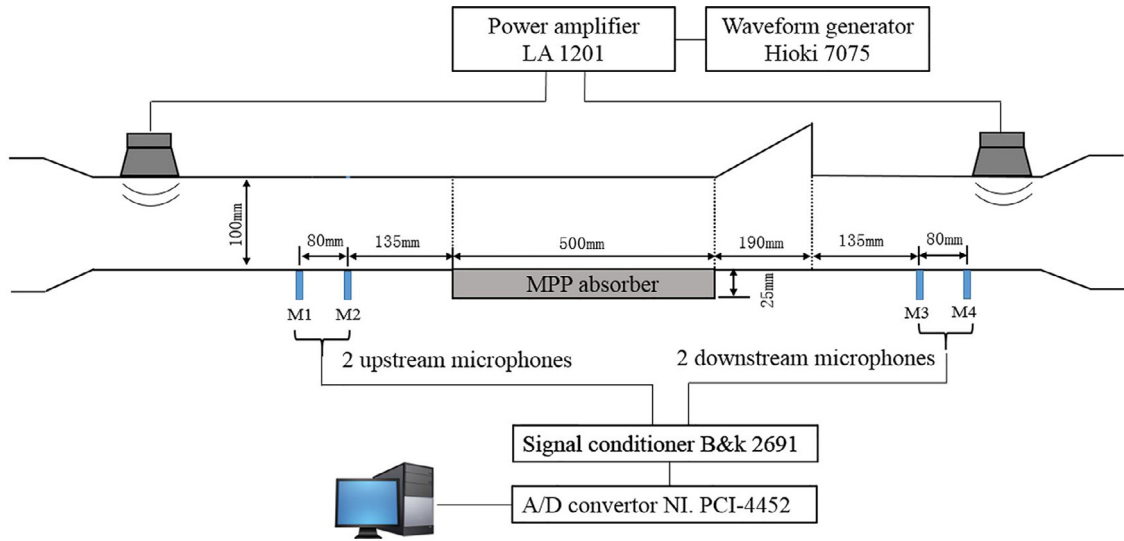 Power amplifier
LA 1201
Waveform generator
Hioki 7075
100mm
80mm
135mm
500mm
190mm
135mm
80mm
MPP absorber
25mm
M1
M2
M3
M4
2 upstream microphones
2 downstream microphones
Signal conditioner B&k 2691
A/D convertor NI. PCI-4452